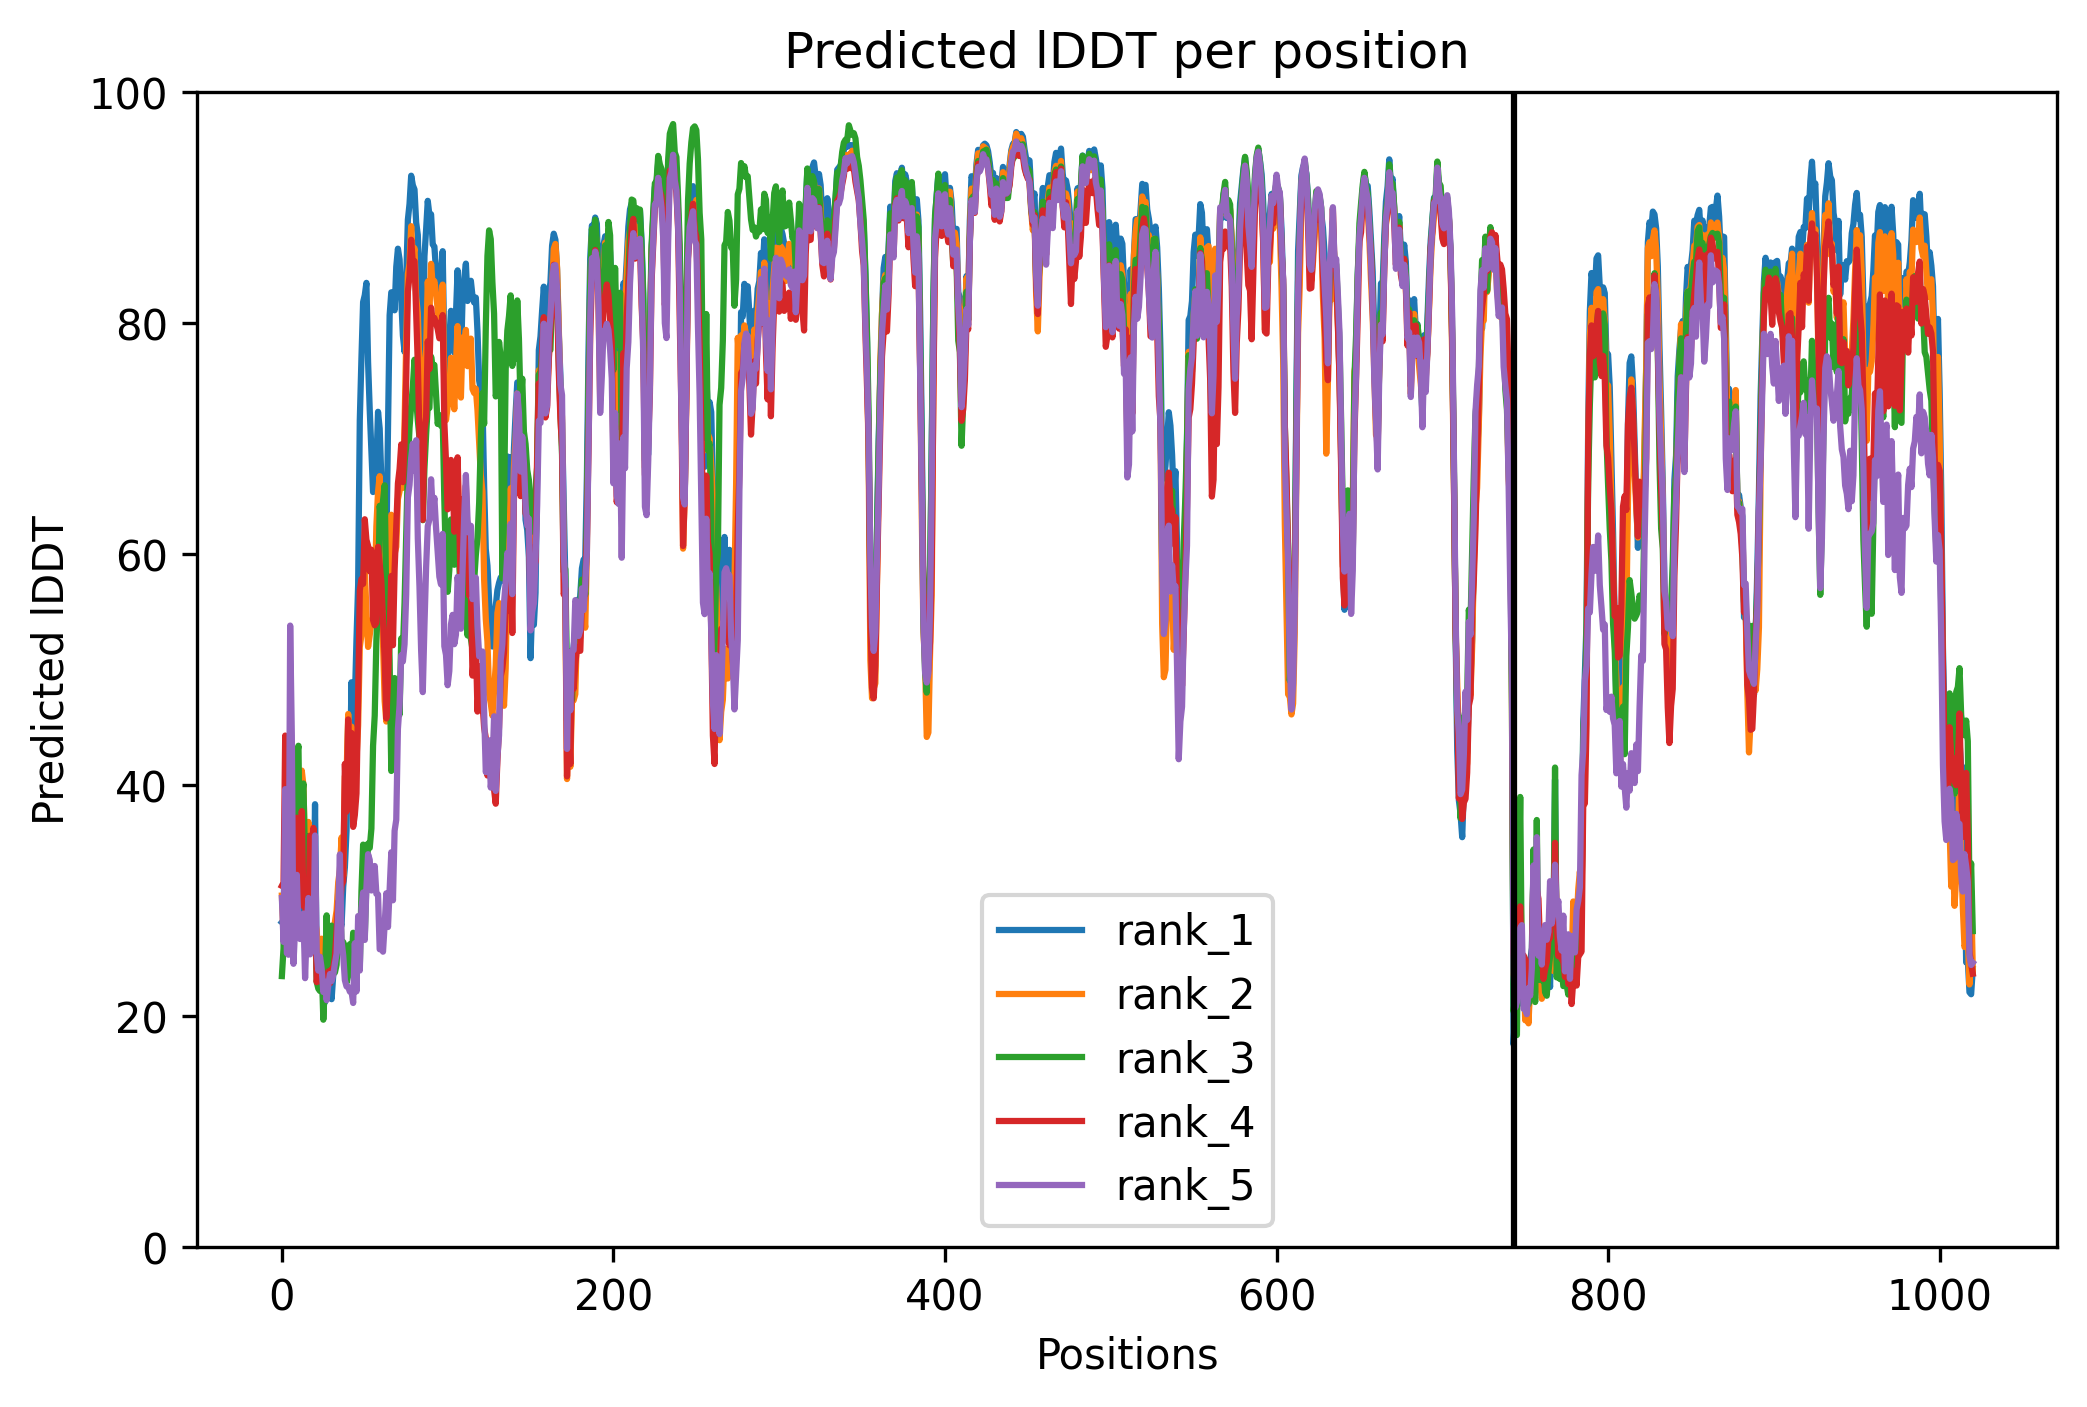 Predicted lDDT per position
Predicted lDDT
100
80
60
40
20
0
rank_1
rank_2
rank_3
rank_4
rank_5
0 200 400 600 800 1000
Positions